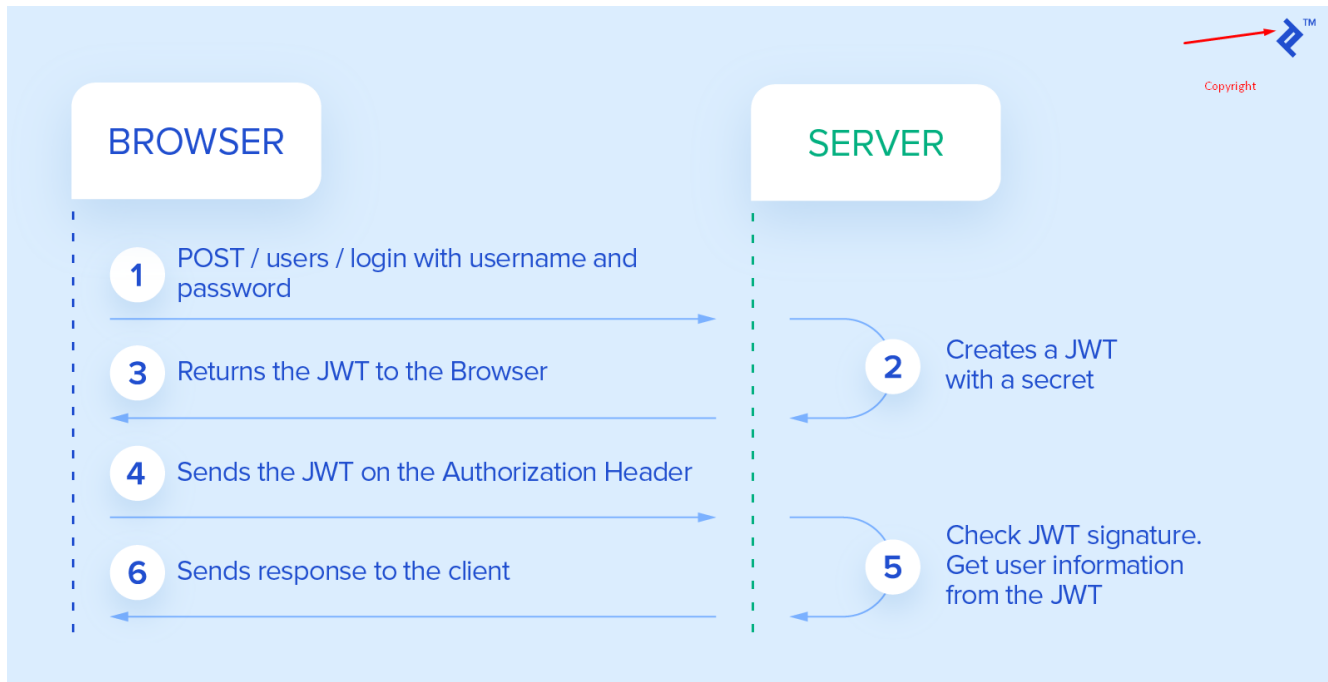 TM
Copyright
BROWSER
SERVER
1
POST / users / login with username and
password
2
Creates a JWT
with a secret
3
Returns the JWT to the Browser
4
Sends the JWT on the Authorization Header
5
Check JWT signature.
Get user information
from the JWT
6
Sends response to the client